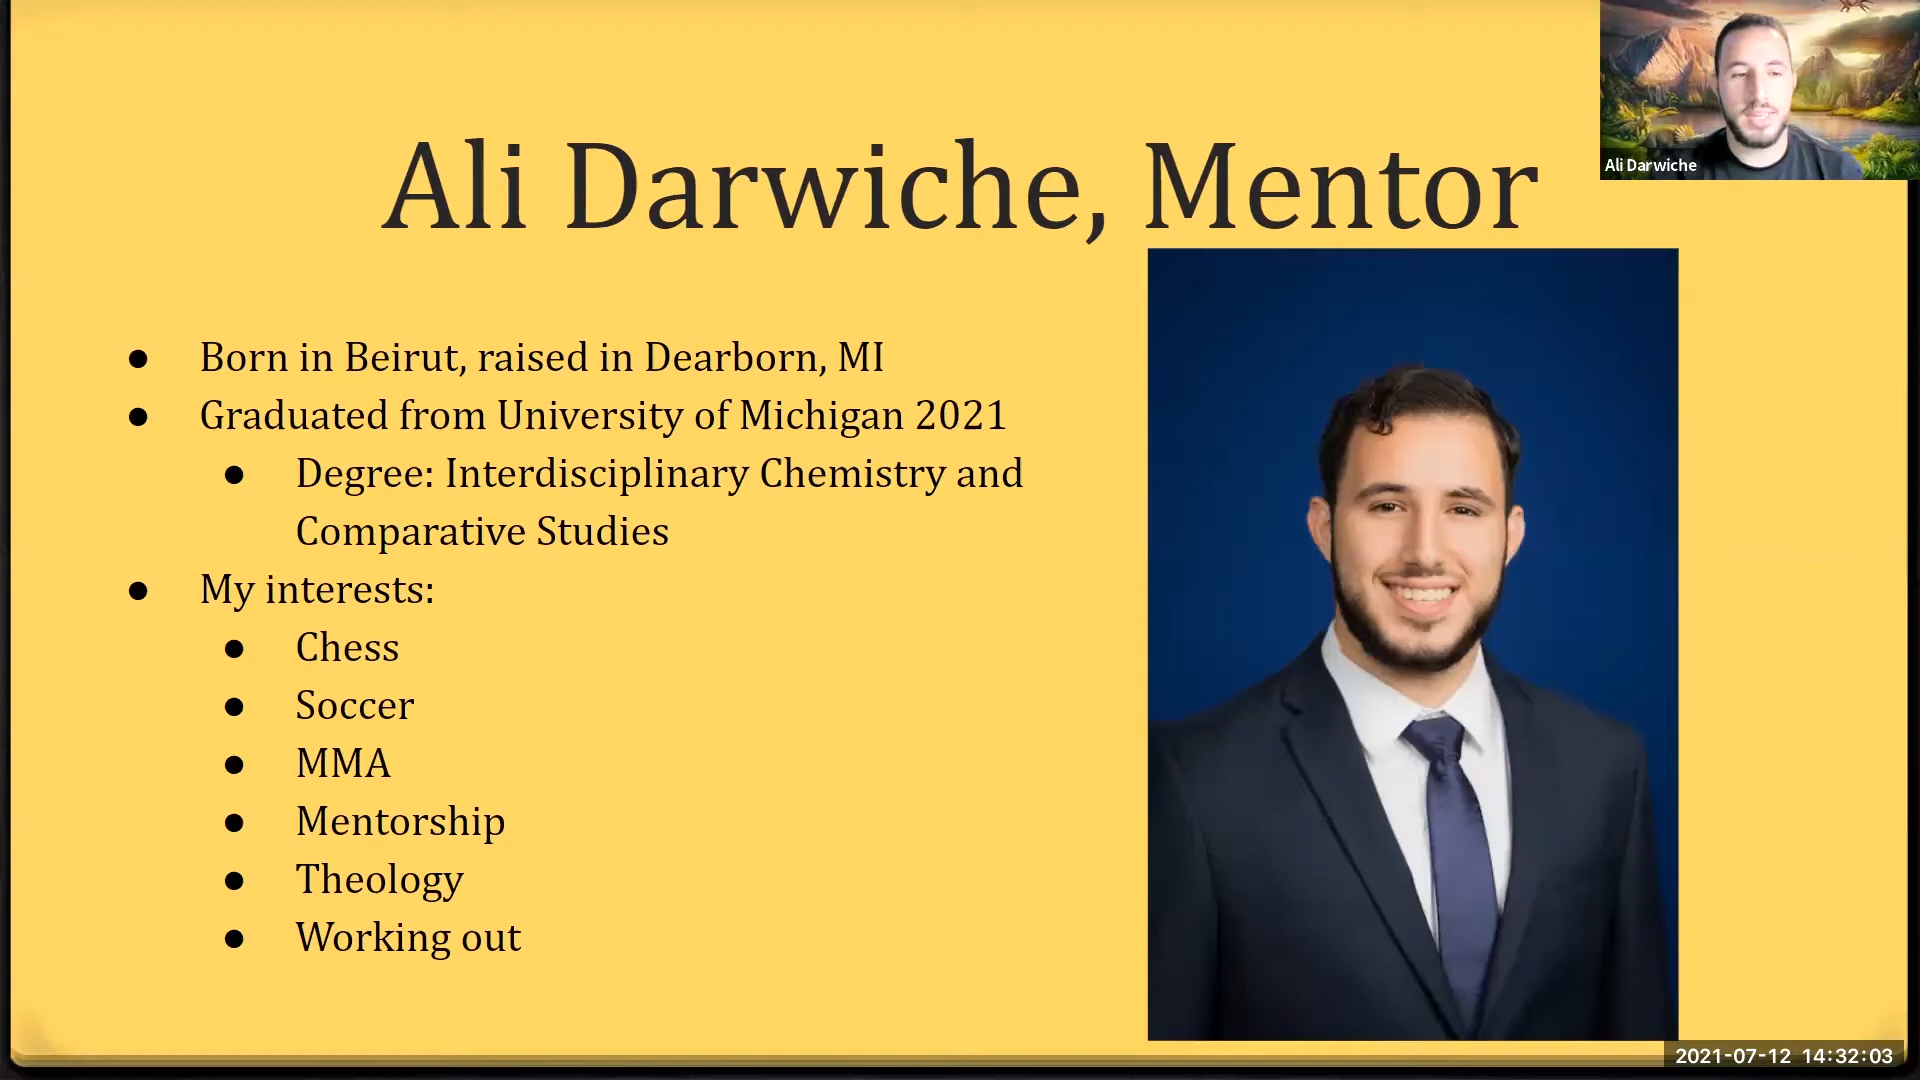 Ali Darwiche
Ali Darwiche, Mentor
● Born in Beirut, raised in Dearborn, MI
● Graduated from University of Michigan 2021
● Degree: Interdisciplinary Chemistry and
Comparative Studies
● My interests:
● Chess
● Soccer
● MMA
● Mentorship
● Theology
● Working out
2021-07-12 14:32:03